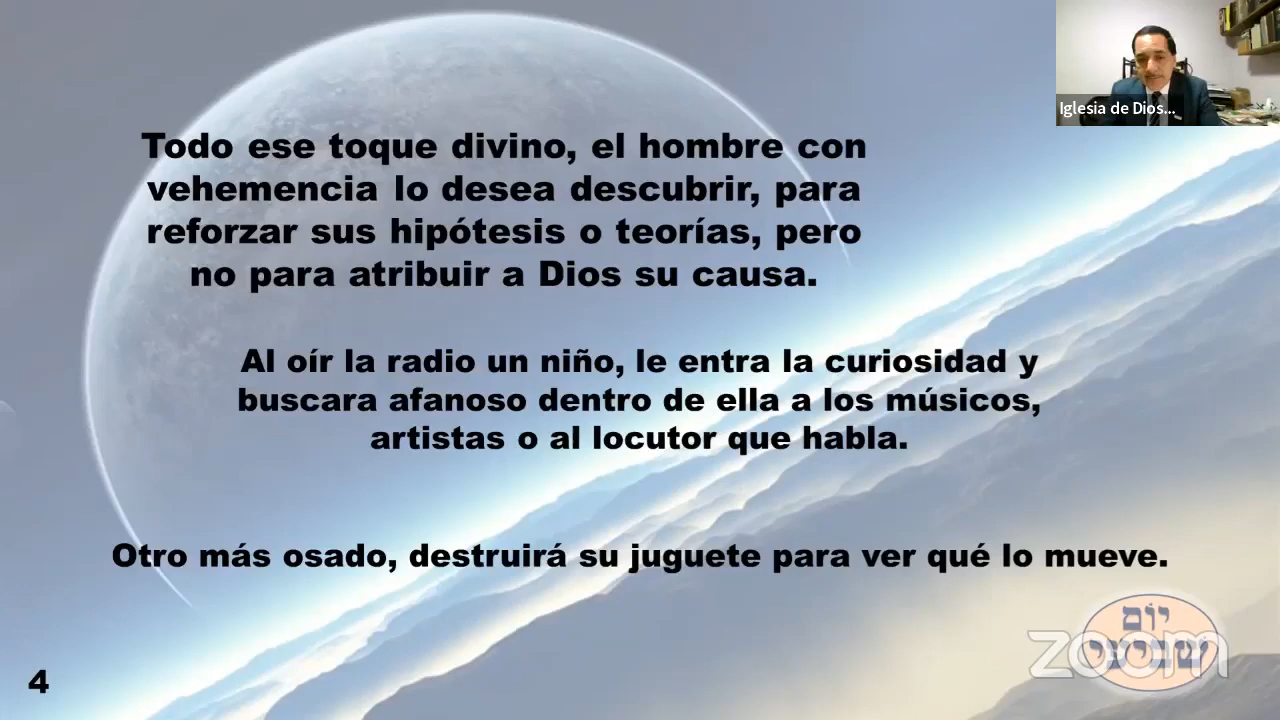 Iglesia de Dios...
Todo ese toque divino, el hombre con
vehemencia lo desea descubrir, para
reforzar sus hipótesis o teorías, pero
no para atribuir a Dios su causa.
Al oír la radio un niño, le entra la curiosidad y
buscara afanoso dentro de ella a los músicos,
artistas o al locutor que habla.
Otro más osado, destruirá su juguete para ver qué lo mueve.
יוֹם
שביעי
zoom
4